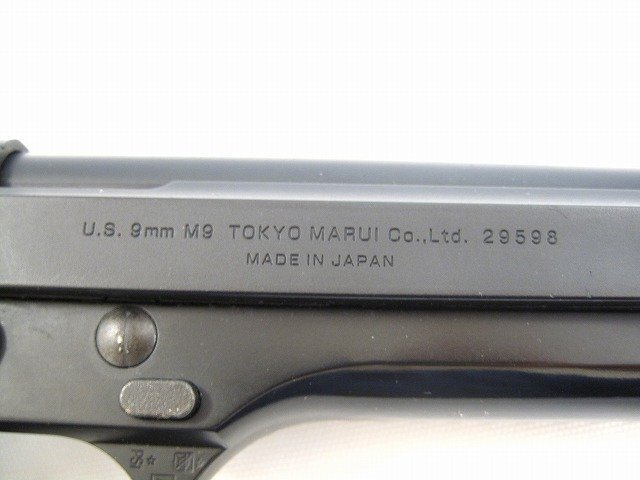 U.S. 9mm M9 TOKYO MARUI Co.,Ltd. 29598
MADE IN JAPAN